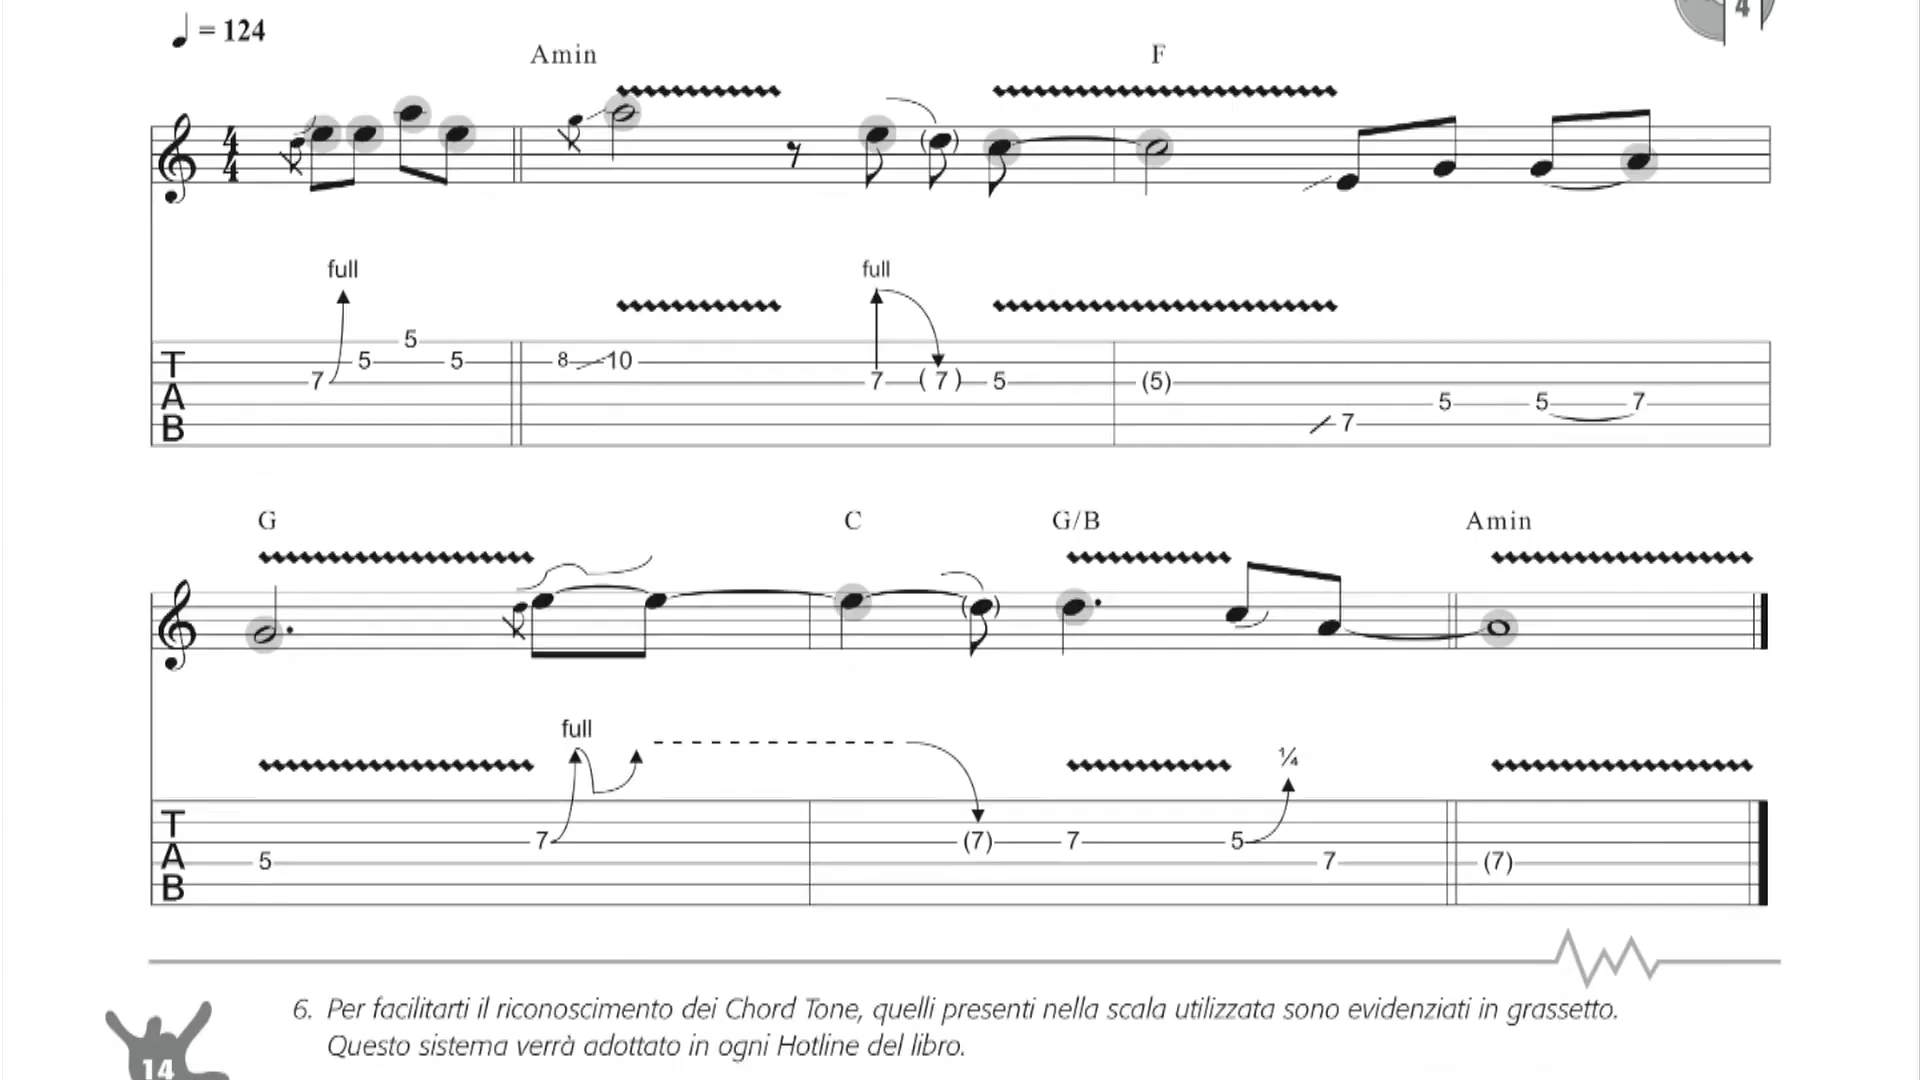 = 124
4
Amin F
4
4
full full
5
T 5 5 8 10
7 7 ( 7 ) 5 (5)
A 5 5 7
B 7
G C G/B Amin
full
¼
T
7 (7) 7 5
A 5 7 (7)
B
6. Per facilitarti il riconoscimento dei Chord Tone, quelli presenti nella scala utilizzata sono evidenziati in grassetto.
Questo sistema verrà adottato in ogni Hotline del libro.
14